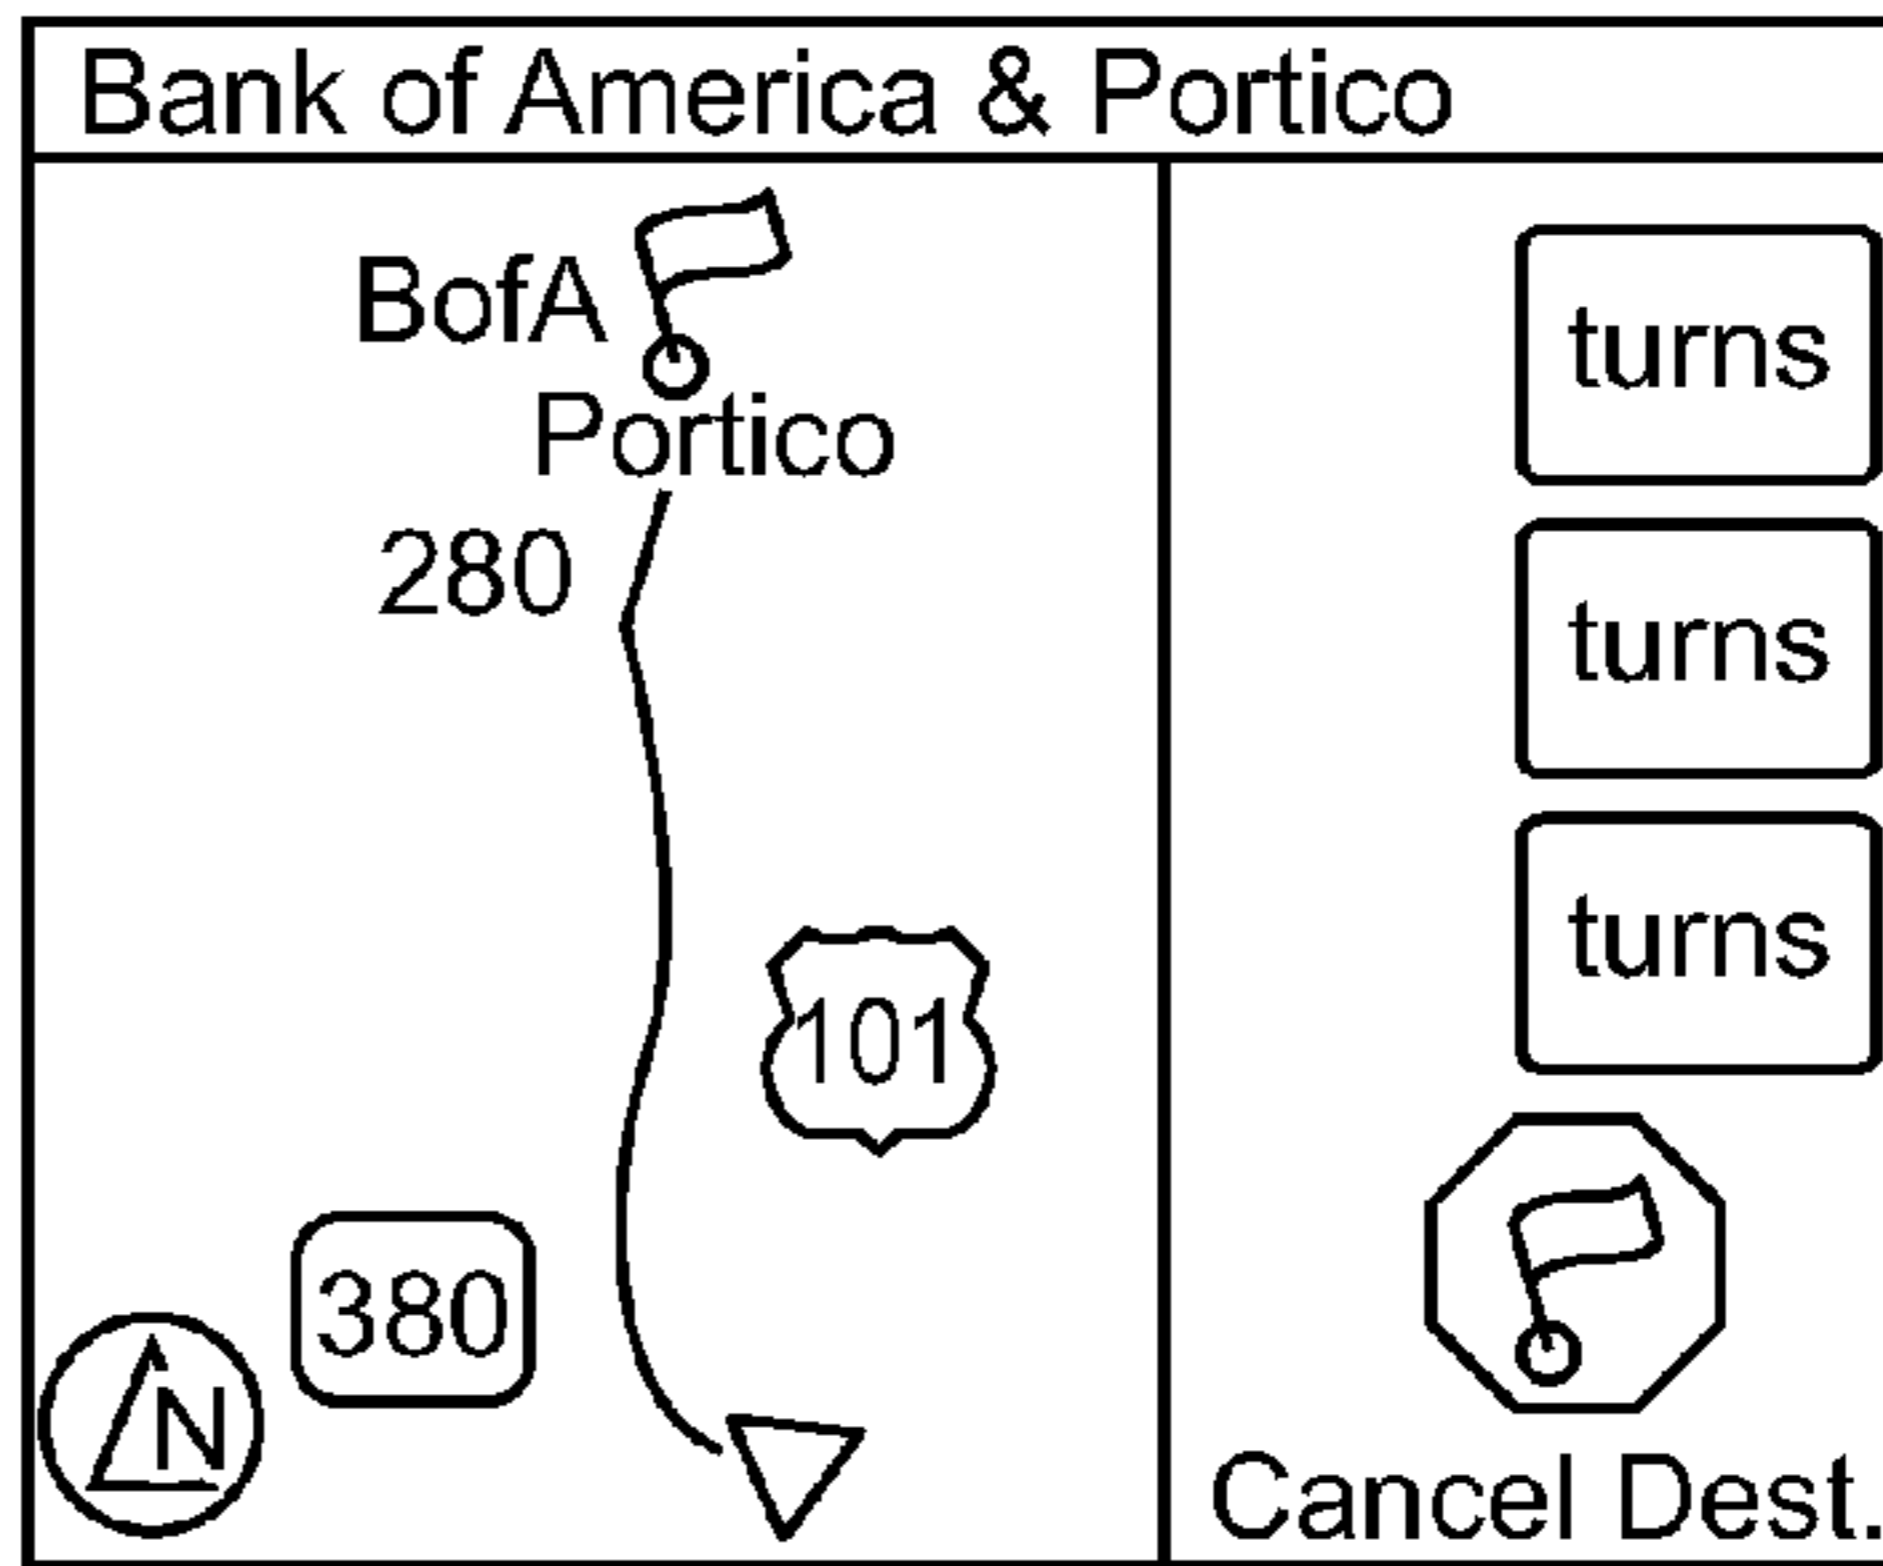 Bank of America & Portico
BofA
Portico
280
101
380
N
turns
turns
turns
Cancel Dest.